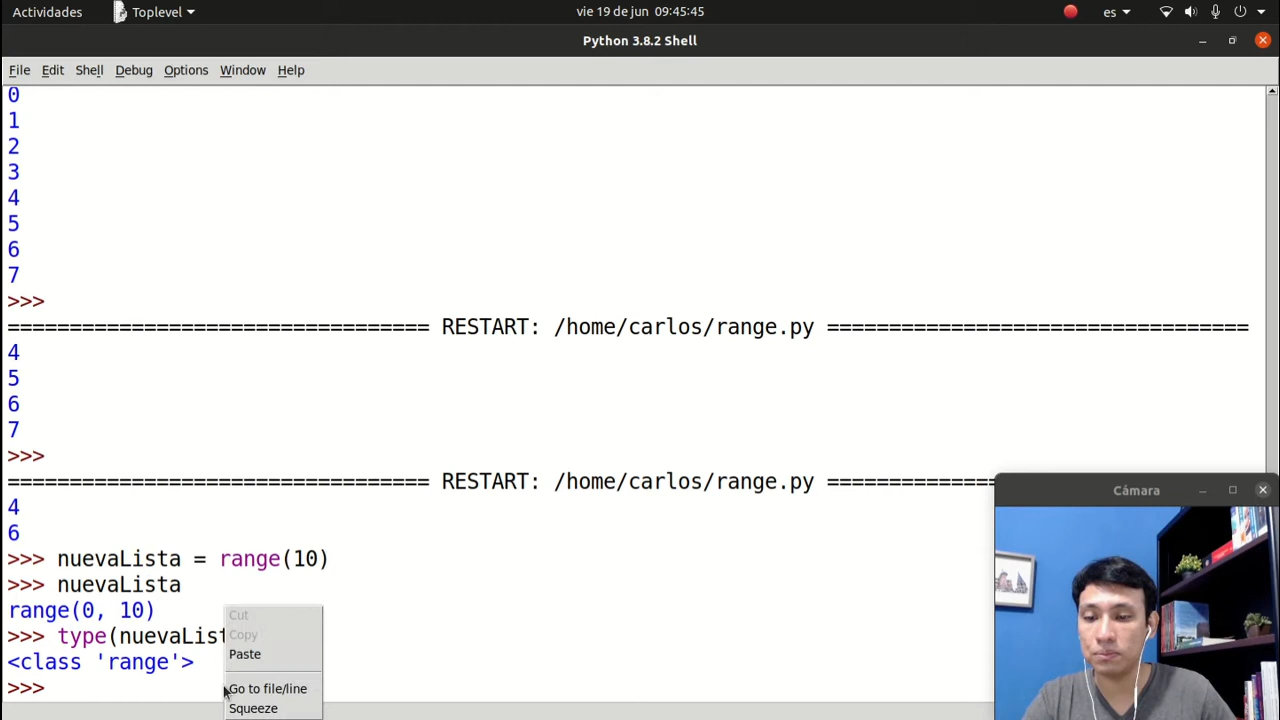 Actividades
Toplevel
vie 19 de jun 09:45:45
es
Python 3.8.2 Shell
File Edit Shell Debug Options Window Help
0
1
2
3
4
5
6
7
>>>
================================== RESTART: /home/carlos/range.py ==================================
4
5
6
7
>>>
================================== RESTART: /home/carlos/range.py ==============
4
6
>>> nuevaLista = range(10)
>>> nuevaLista
range(0, 10)
>>> type(nuevaList
<class 'range'>
>>>
Cut
Copy
Paste
Go to file/line
Squeeze
Cámara